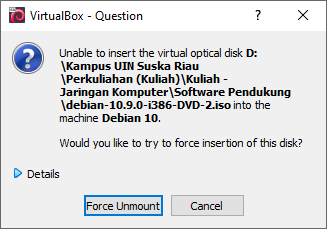 VirtualBox - Question
Unable to insert the virtual optical disk D:
\Kampus UIN Suska Riau
\Perkuliahan (Kuliah)\Kuliah -
Jaringan Komputer\Software Pendukung
\debian-10.9.0-i386-DVD-2.iso into the
machine Debian 10.
Would you like to try to force insertion of this disk?
Details
Force Unmount
Cancel